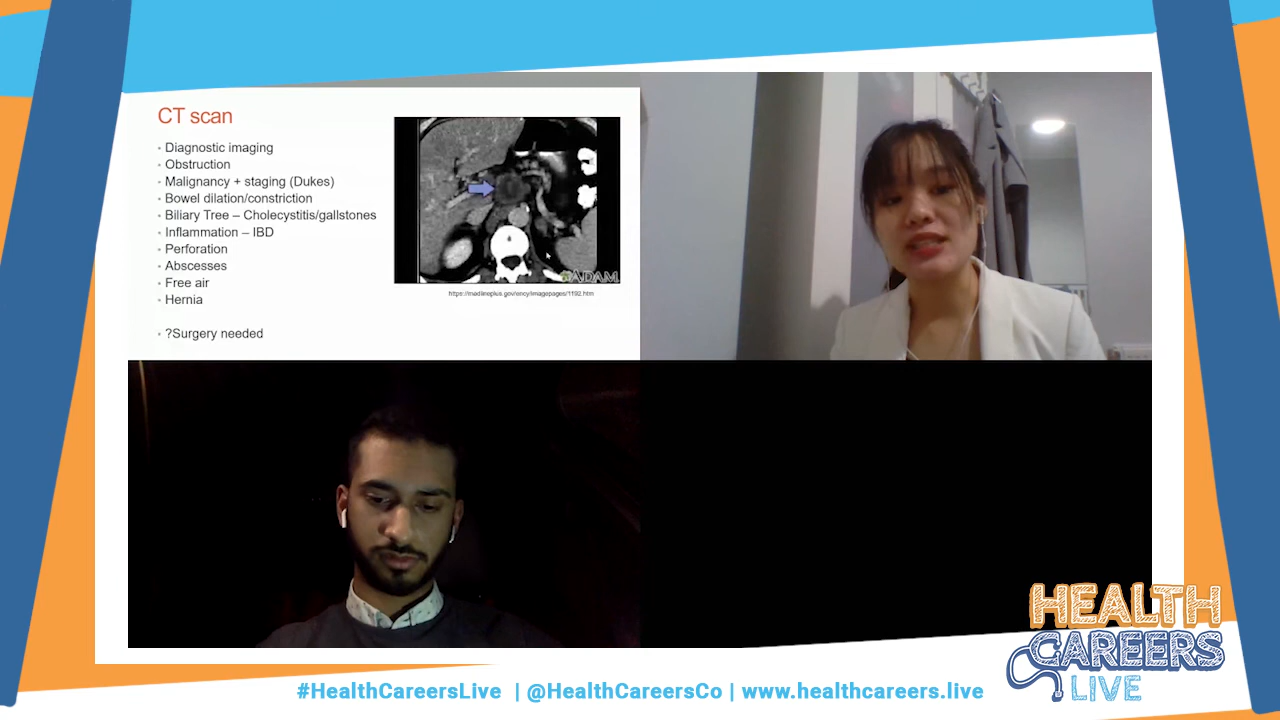 CT scan
• Diagnostic imaging
• Obstruction
• Malignancy + staging (Dukes)
• Bowel dilation/constriction
• Biliary Tree – Cholecystitis/gallstones
• Inflammation – IBD
• Perforation
• Abscesses
• Free air
• Hernia
• ?Surgery needed
ADAM
https://medlineplus.gov/ency/imagepages/1192.htm
HEALTH
CAREERS
LIVE
#HealthCareersLive | @HealthCareersCo | www.healthcareers.live